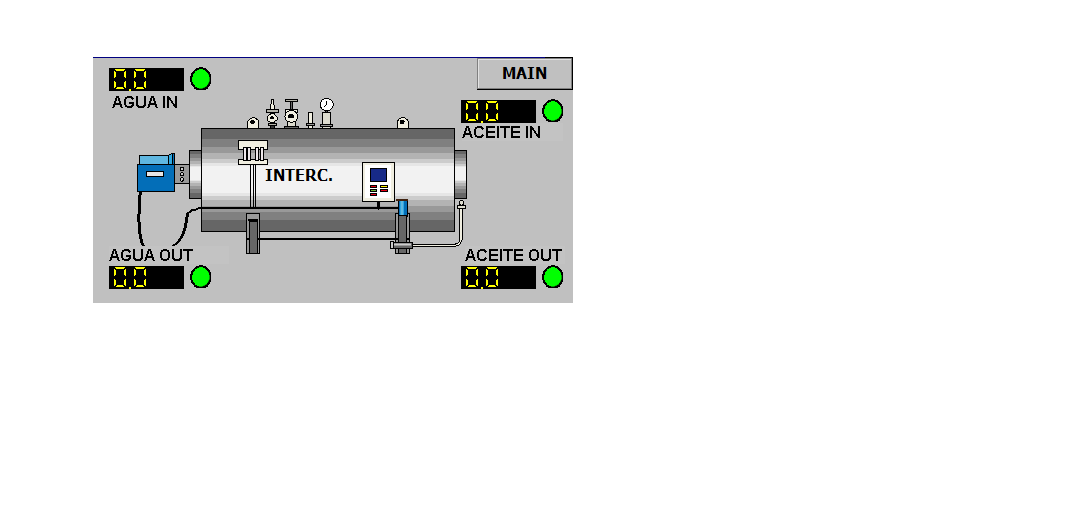 0.0
MAIN
AGUA IN
0.0
ACEITE IN
INTERC.
AGUA OUT
ACEITE OUT
0.0
0.0